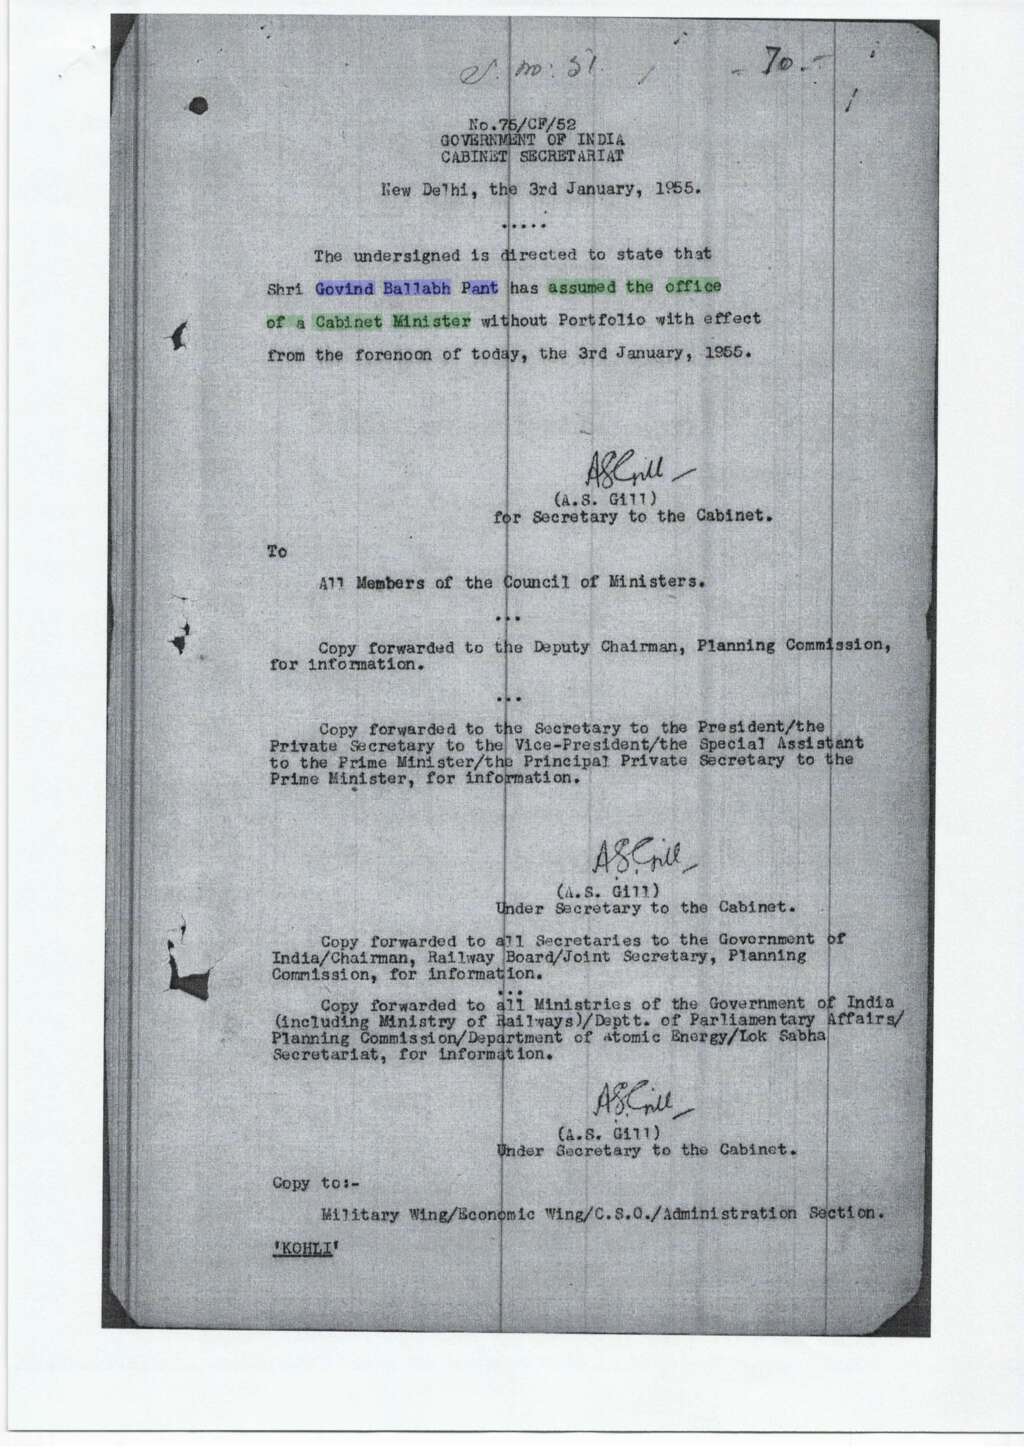 S. no: 51
- 70 -
No.75/CF/52
GOVERNMENT OF INDIA
CABINET SECRETARIAT
New Delhi, the 3rd January, 1955.
.....
The undersigned is directed to state that
Shri Govind Ballabh Pant has assumed the office
of a Cabinet Minister without Portfolio with effect
from the forenoon of today, the 3rd January, 1955.
ASGill
(A.S. Gill)
for Secretary to the Cabinet.
To
All Members of the Council of Ministers.
...
Copy forwarded to the Deputy Chairman, Planning Commission,
for information.
...
Copy forwarded to the Secretary to the President/the
Private Secretary to the Vice-President/the Special Assistant
to the Prime Minister/the Principal Private Secretary to the
Prime Minister, for information.
A.S.Gill
(A.S. Gill)
Under Secretary to the Cabinet.
Copy forwarded to all Secretaries to the Government of
India/Chairman, Railway Board/Joint Secretary, Planning
Commission, for information.
...
Copy forwarded to all Ministries of the Government of India
(including Ministry of Railways)/Deptt. of Parliamentary Affairs/
Planning Commission/Department of Atomic Energy/Lok Sabha
Secretariat, for information.
A.S.Gill
(A.S. Gill)
Under Secretary to the Cabinet.
Copy to:-
Military Wing/Economic Wing/C.S.O./Administration Section.
'KOHLI'